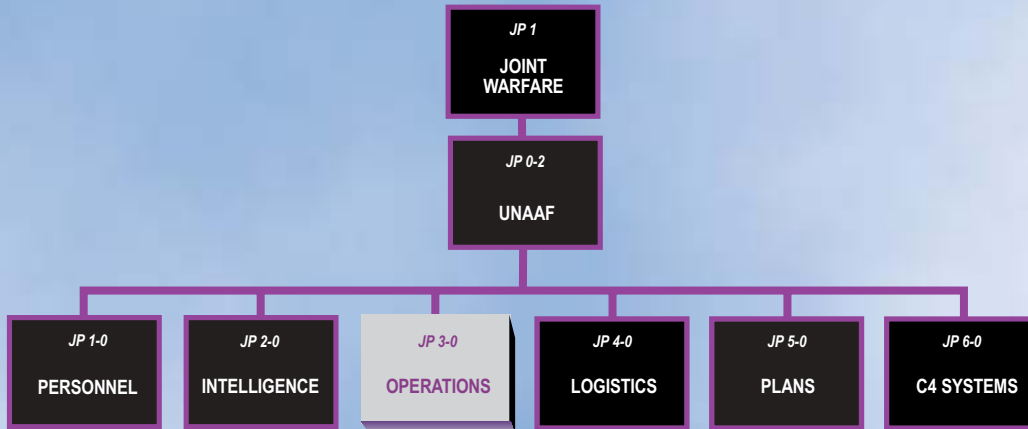 JP 1
JOINT
WARFARE
JP 0-2
UNAAF
JP 1-0
PERSONNEL
JP 2-0
INTELLIGENCE
JP 3-0
OPERATIONS
JP 4-0
LOGISTICS
JP 5-0
PLANS
JP 6-0
C4 SYSTEMS